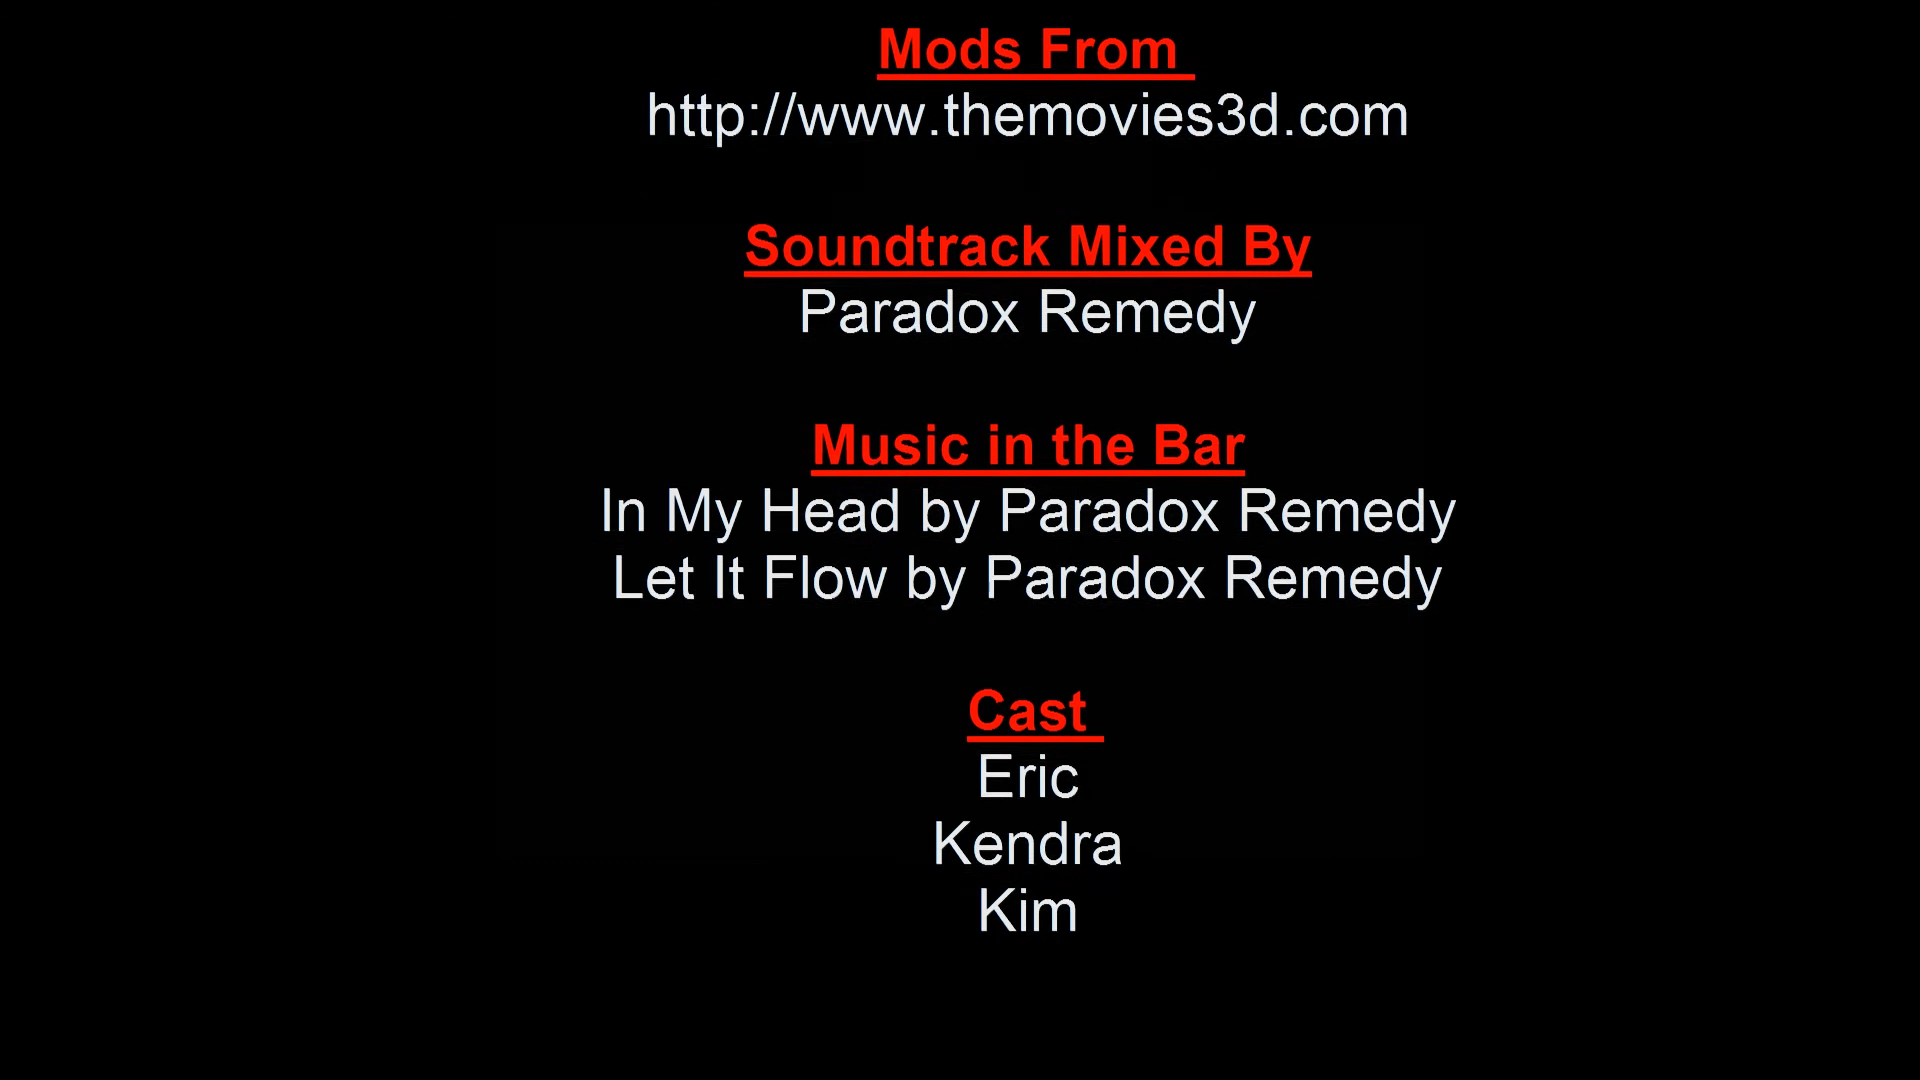 Mods From
http://www.themovies3d.com
Soundtrack Mixed By
Paradox Remedy
Music in the Bar
In My Head by Paradox Remedy
Let It Flow by Paradox Remedy
Cast
Eric
Kendra
Kim